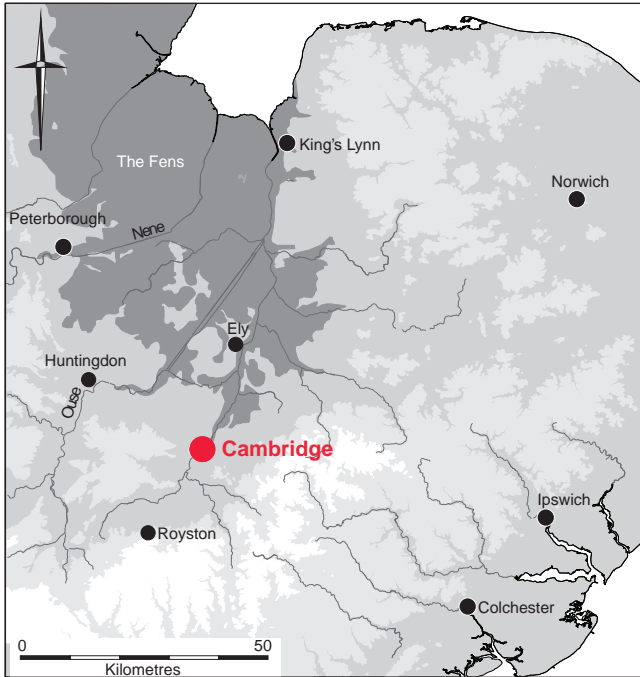 King's Lynn
The Fens
Norwich
Peterborough
Nene
Ely
Huntingdon
Ouse
Cambridge
Ipswich
Royston
Colchester
0 50
Kilometres